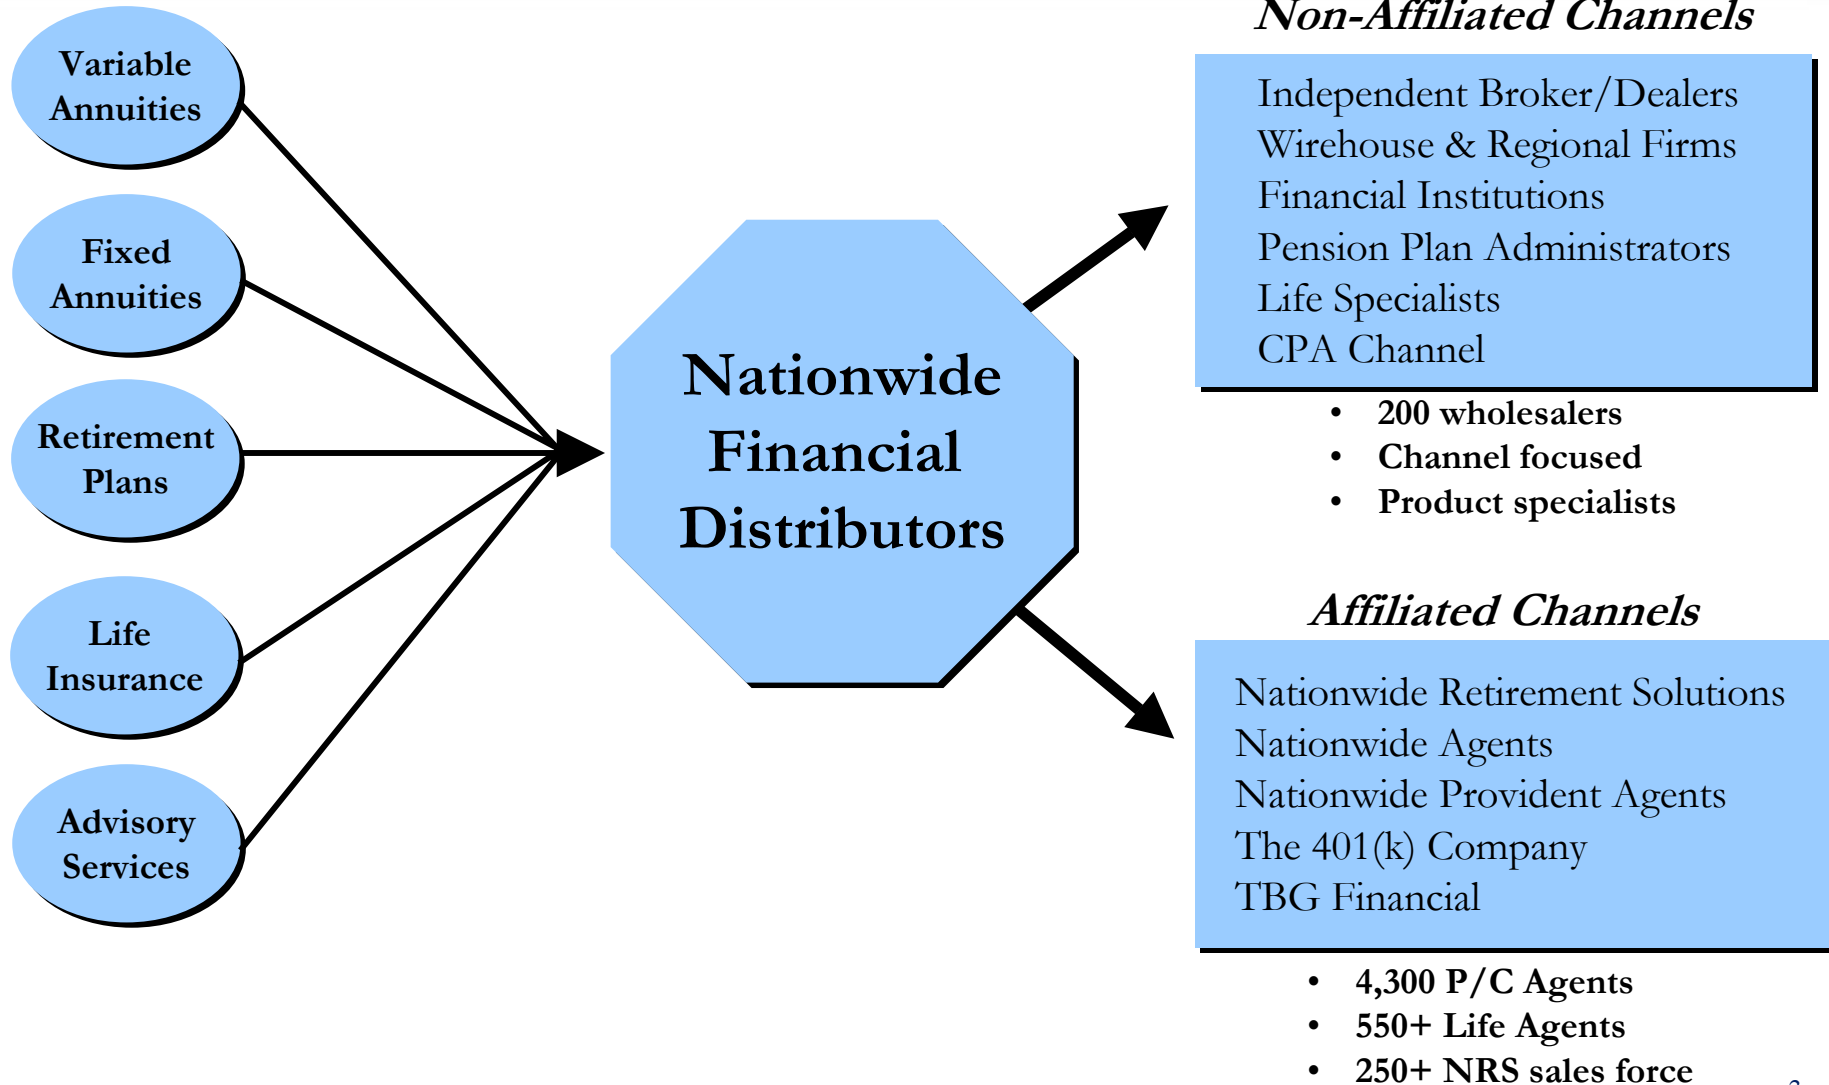 Variable
Annuities
Fixed
Annuities
Retirement
Plans
Life
Insurance
Advisory
Services
Nationwide
Financial
Distributors
Non-Affiliated Channels
Independent Broker/Dealers
Wirehouse & Regional Firms
Financial Institutions
Pension Plan Administrators
Life Specialists
CPA Channel
• 200 wholesalers
• Channel focused
• Product specialists
Affiliated Channels
Nationwide Retirement Solutions
Nationwide Agents
Nationwide Provident Agents
The 401(k) Company
TBG Financial
• 4,300 P/C Agents
• 550+ Life Agents
• 250+ NRS sales force